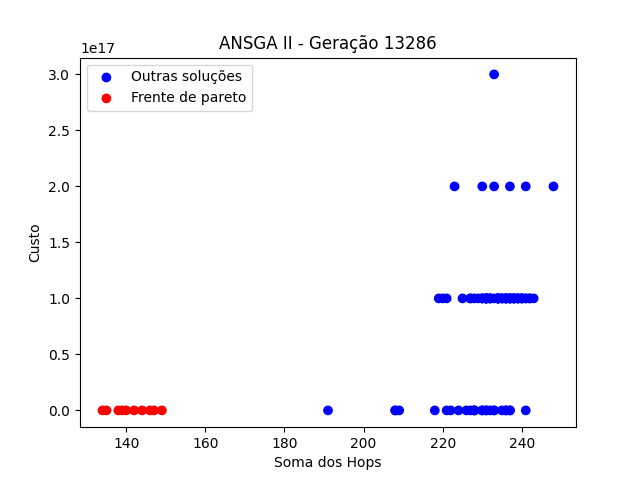 ANSGA II - Geração 13286
1e17
Outras soluções
Frente de pareto
3.0
2.5
2.0
1.5
1.0
0.5
0.0
Custo
140 160 180 200 220 240
Soma dos Hops